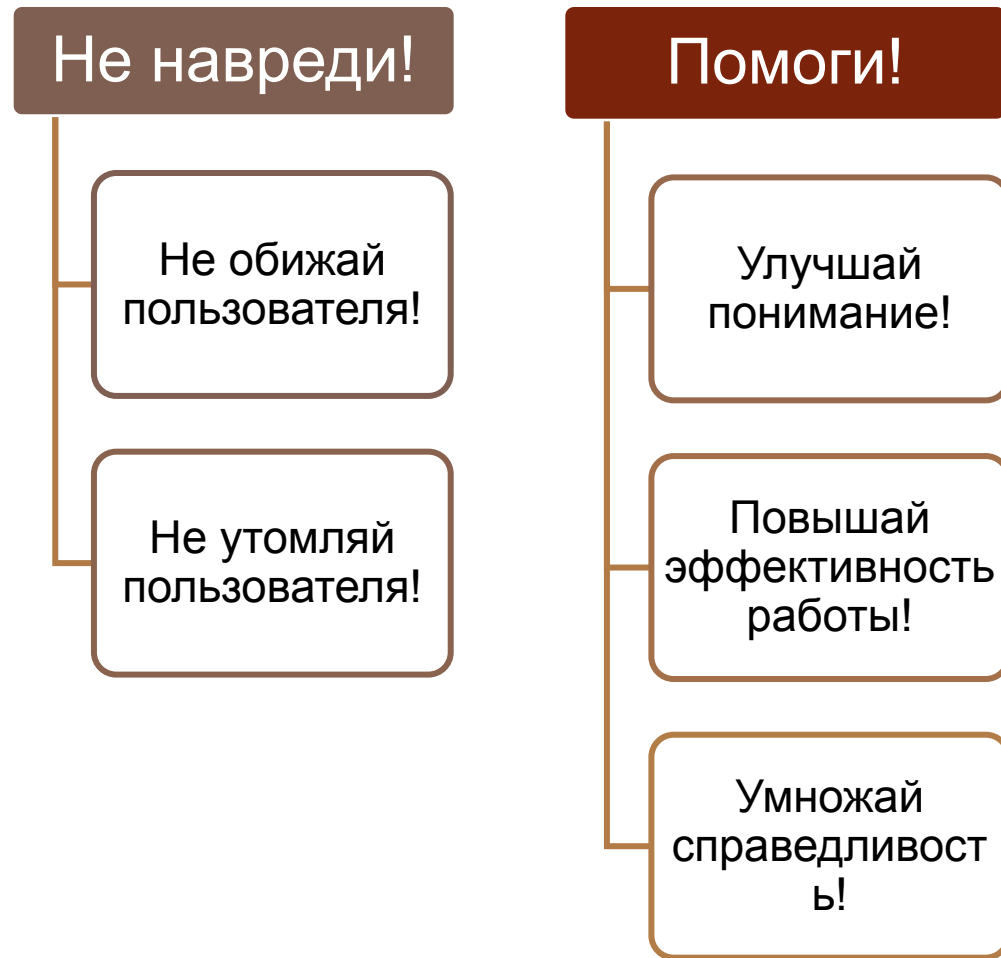 Не навреди!
Не обижай
пользователя!
Не утомляй
пользователя!
Помоги!
Улучшай
понимание!
Повышай
эффективность
работы!
Умножай
справедливост
ь!